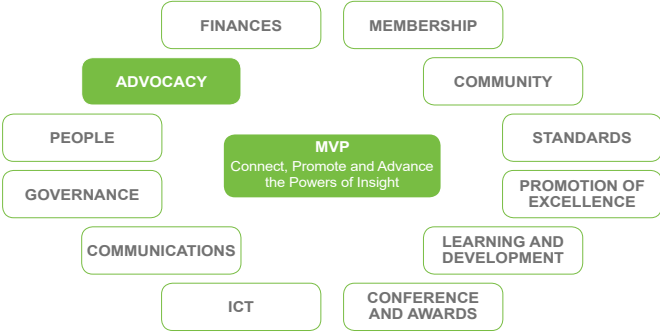 FINANCES
MEMBERSHIP
ADVOCACY
COMMUNITY
PEOPLE
MVP
Connect, Promote and Advance
the Powers of Insight
STANDARDS
GOVERNANCE
PROMOTION OF
EXCELLENCE
COMMUNICATIONS
LEARNING AND
DEVELOPMENT
ICT
CONFERENCE
AND AWARDS